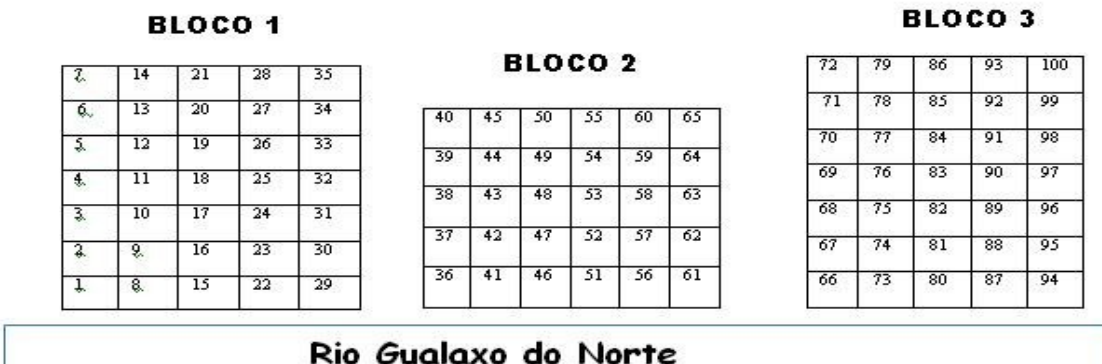 BLOCO 1
7 14 21 28 35
6 13 20 27 34
5 12 19 26 33
4 11 18 25 32
3 10 17 24 31
2 9 16 23 30
1 8 15 22 29
BLOCO 2
40 45 50 55 60 65
39 44 49 54 59 64
38 43 48 53 58 63
37 42 47 52 57 62
36 41 46 51 56 61
BLOCO 3
72 79 86 93 100
71 78 85 92 99
70 77 84 91 98
69 76 83 90 97
68 75 82 89 96
67 74 81 88 95
66 73 80 87 94
Rio Gualaxo do Norte